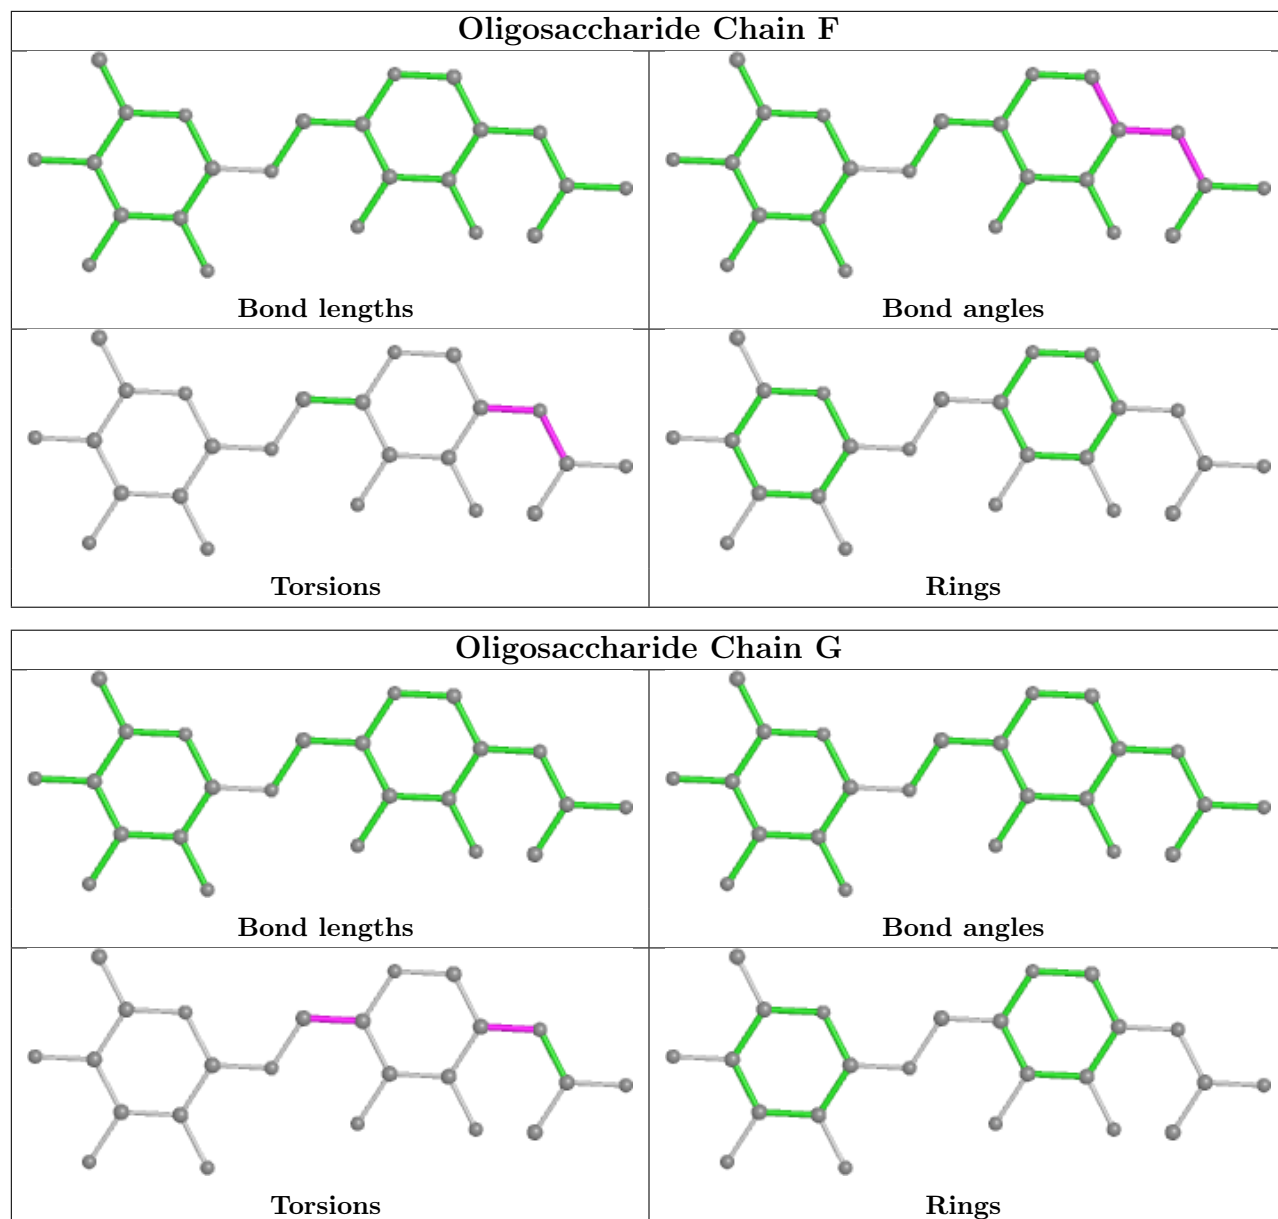 Oligosaccharide Chain F
Bond lengths
Bond angles
Torsions
Rings
Oligosaccharide Chain G
Bond lengths
Bond angles
Torsions
Rings